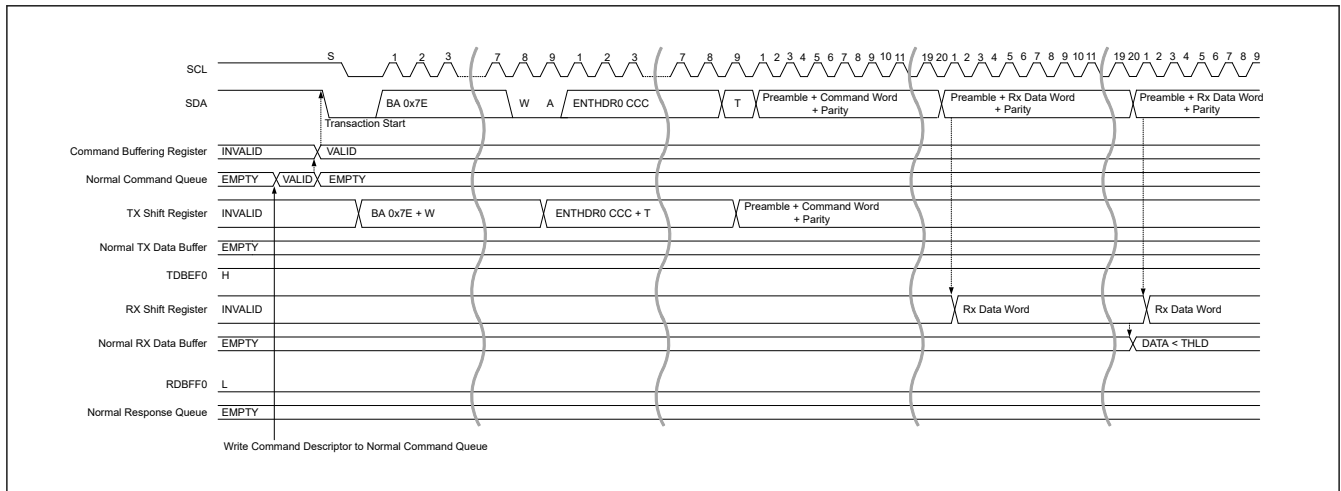 S 1 2 3 7 8 9 1 2 3 7 8 9 1 2 3 4 5 6 7 8 9 10 11 19 20 1 2 3 4 5 6 7 8 9 10 11 19 20 1 2 3 4 5 6 7 8 9
SCL
SDA BA 0x7E W A ENTHDR0 CCC T Preamble + Command Word + Parity Preamble + Rx Data Word + Parity Preamble + Rx Data Word + Parity
Transaction Start
Command Buffering Register INVALID VALID
Normal Command Queue EMPTY VALID EMPTY
TX Shift Register INVALID BA 0x7E + W ENTHDR0 CCC + T Preamble + Command Word + Parity
Normal TX Data Buffer EMPTY
TDBEF0 H
RX Shift Register INVALID Rx Data Word Rx Data Word
Normal RX Data Buffer EMPTY DATA < THLD
RDBFF0 L
Normal Response Queue EMPTY
Write Command Descriptor to Normal Command Queue